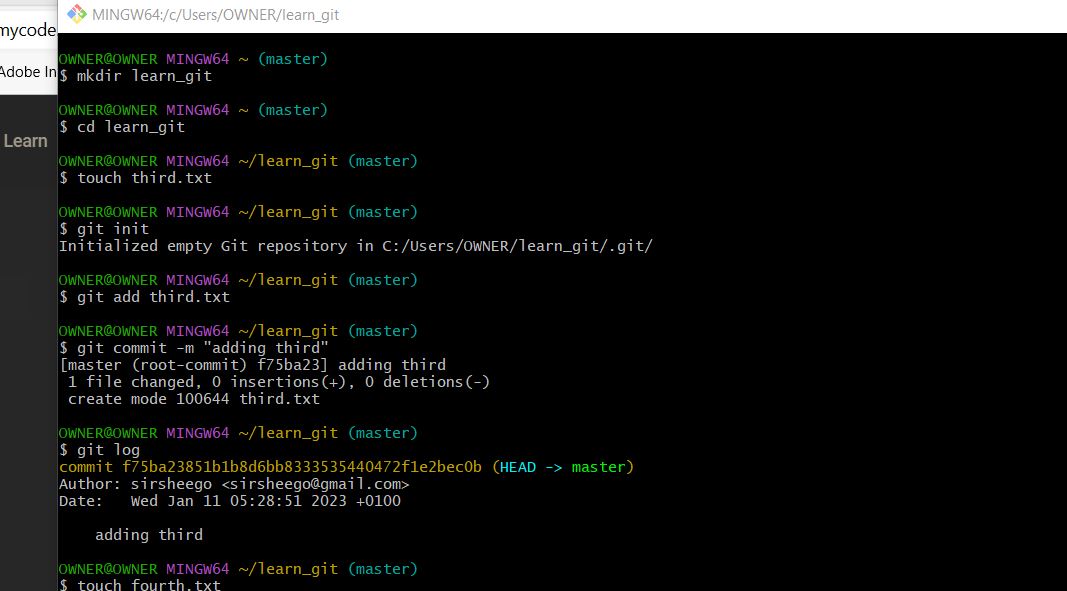 mycode
Adobe In
Learn
MINGW64:/c/Users/OWNER/learn_git
OWNER@OWNER MINGW64 ~ (master)
$ mkdir learn_git
OWNER@OWNER MINGW64 ~ (master)
$ cd learn_git
OWNER@OWNER MINGW64 ~/learn_git (master)
$ touch third.txt
OWNER@OWNER MINGW64 ~/learn_git (master)
$ git init
Initialized empty Git repository in C:/Users/OWNER/learn_git/.git/
OWNER@OWNER MINGW64 ~/learn_git (master)
$ git add third.txt
OWNER@OWNER MINGW64 ~/learn_git (master)
$ git commit -m "adding third"
[master (root-commit) f75ba23] adding third
 1 file changed, 0 insertions(+), 0 deletions(-)
 create mode 100644 third.txt
OWNER@OWNER MINGW64 ~/learn_git (master)
$ git log
commit f75ba23851b1b8d6bb8333535440472f1e2bec0b (HEAD -> master)
Author: sirsheego <sirsheego@gmail.com>
Date:   Wed Jan 11 05:28:51 2023 +0100
    adding third
OWNER@OWNER MINGW64 ~/learn_git (master)
$ touch fourth.txt